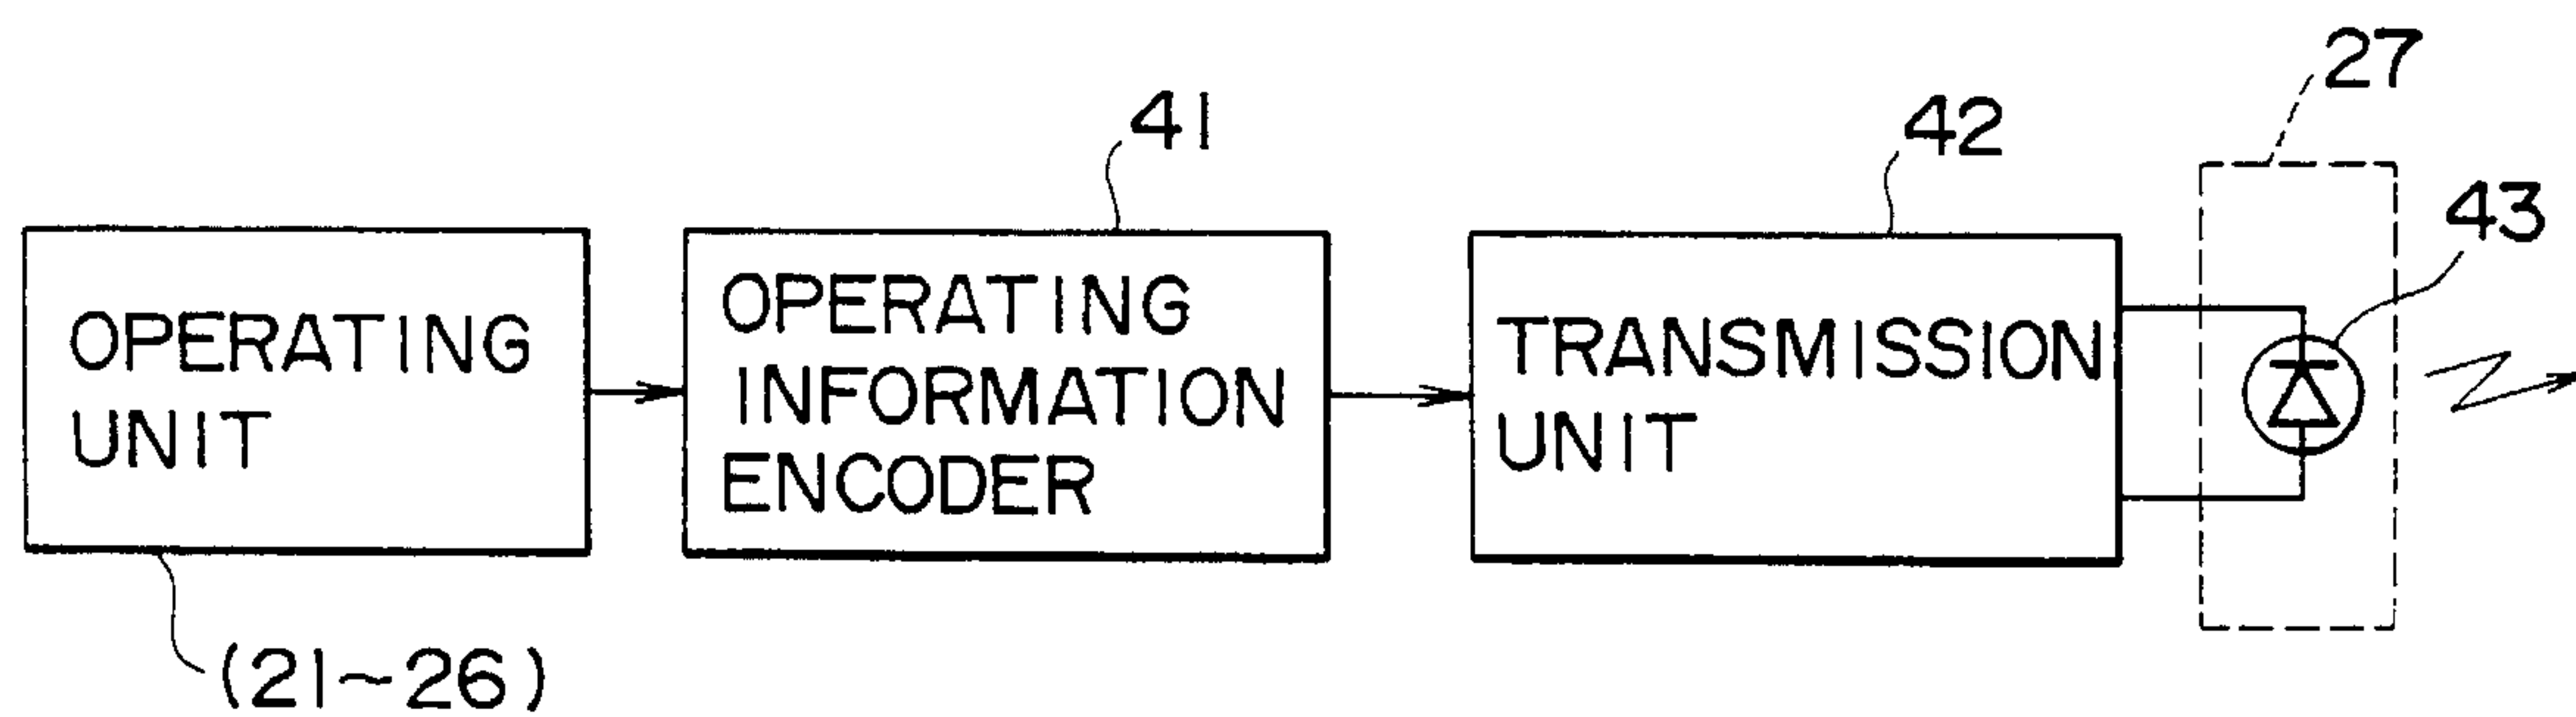 27
41
42
43
OPERATING
UNIT
OPERATING
INFORMATION
ENCODER
TRANSMISSION
UNIT
(21~26)